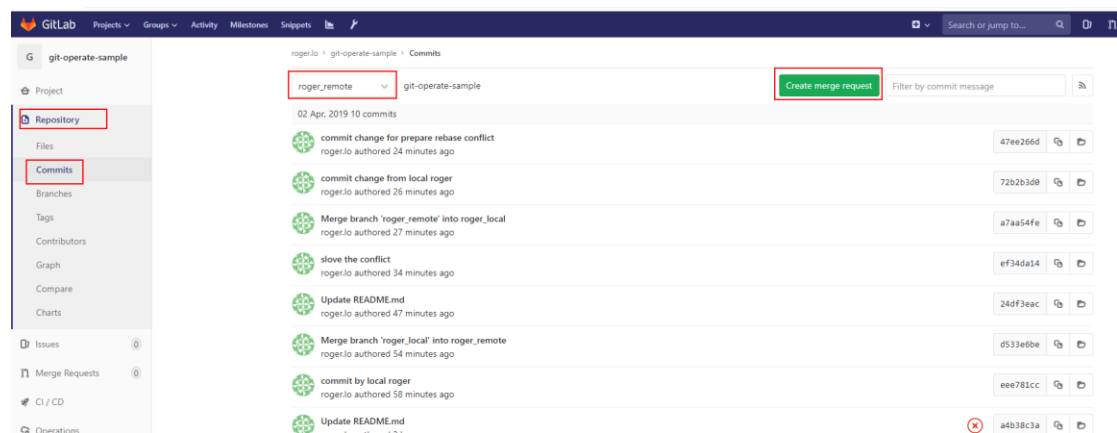 GitLab Projects Groups Activity Milestones Snippets Search or jump to...
G git-operate-sample
Project
Repository
Files
Commits
Branches
Tags
Contributors
Graph
Compare
Charts
Issues 0
Merge Requests 0
CI / CD
Operations
roger.lo > git-operate-sample > Commits
roger_remote git-operate-sample Create merge request Filter by commit message
02 Apr, 2019 10 commits
commit change for prepare rebase conflict
roger.lo authored 24 minutes ago
47ee266d
commit change from local roger
roger.lo authored 26 minutes ago
72b2b3d0
Merge branch 'roger_remote' into roger_local
roger.lo authored 27 minutes ago
a7aa54fe
slove the conflict
roger.lo authored 34 minutes ago
ef34da14
Update README.md
roger.lo authored 47 minutes ago
24df3eac
Merge branch 'roger_local' into roger_remote
roger.lo authored 54 minutes ago
d533e6be
commit by local roger
roger.lo authored 58 minutes ago
eee781cc
Update README.md
a4b38c3a